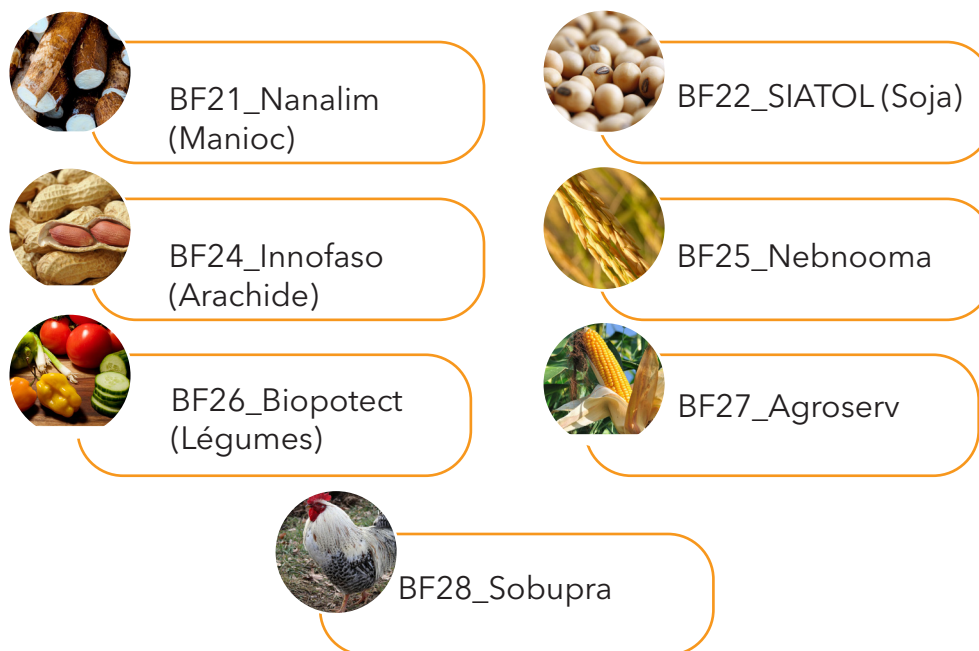 BF21_Nanalim
(Manioc)
BF22_SIATOL (Soja)
BF24_Innofaso
(Arachide)
BF25_Nebnooma
BF26_Biopotect
(Légumes)
BF27_Agroserv
BF28_Sobupra